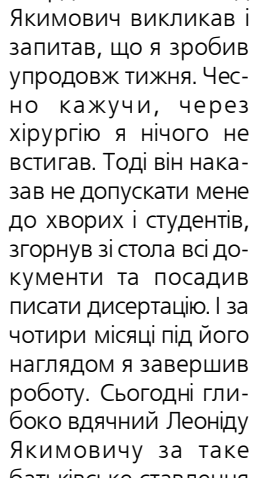 Якимович викликав і
запитав, що я зробив
упродовж тижня. Чес-
но кажучи, через
хірургію я нічого не
встигав. Тоді він нака-
зав не допускати мене
до хворих і студентів,
згорнув зі стола всі до-
кументи та посадив
писати дисертацію. І за
чотири місяці під його
наглядом я завершив
роботу. Сьогодні гли-
боко вдячний Леоніду
Якимовичу за таке
батьківське ставлення